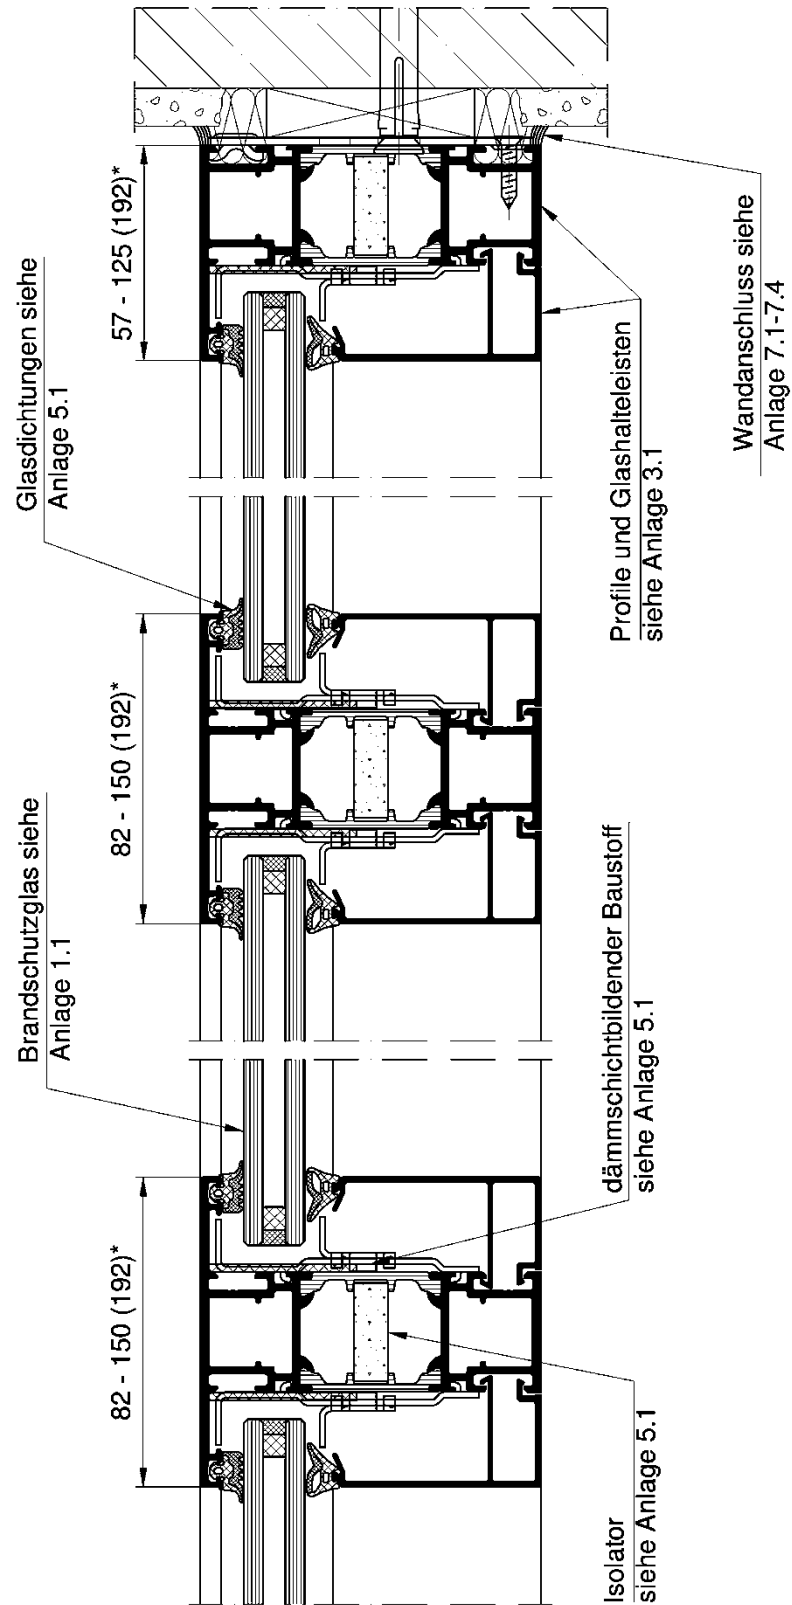 Glasdichtungen siehe
Anlage 5.1
57 - 125 (192)*
Wandanschluss siehe
Anlage 7.1-7.4
Profile und Glashalteleisten
siehe Anlage 3.1
82 - 150 (192)*
Brandschutzglas siehe
Anlage 1.1
dämmschichtbildender Baustoff
siehe Anlage 5.1
82 - 150 (192)*
Isolator
siehe Anlage 5.1